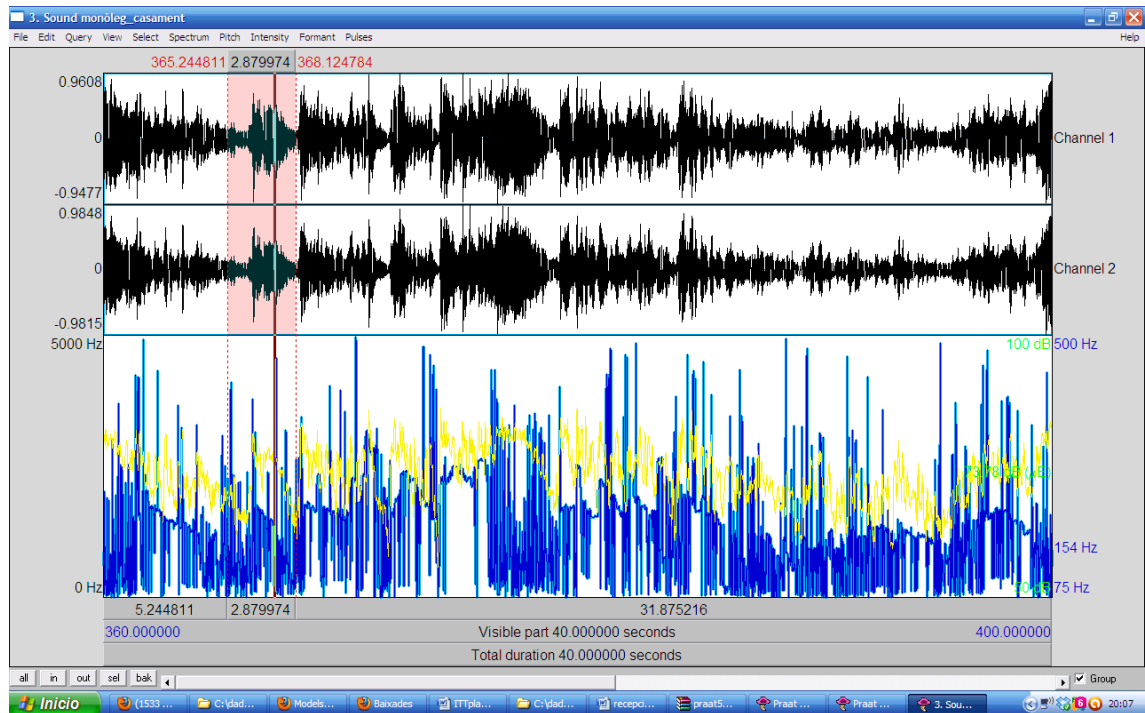 3. Sound monòleg_casament
File Edit Query View Select Spectrum Pitch Intensity Formant Pulses Help
365.244811 2.879974 368.124784
0.9608
0
Channel 1
-0.9477
0.9848
0
Channel 2
-0.9815
5000 Hz
100 dB 500 Hz
154 Hz
0 Hz
50 dB 75 Hz
5.244811 2.879974 31.875216
360.000000 Visible part 40.000000 seconds 400.000000
Total duration 40.000000 seconds
all in out sel bak Group
Inicio (1533 ... C:\dad... Models... Baixades ITTpla... C:\dad... recepci... praat5... Praat ... Praat ... 3. Sou... 20:07